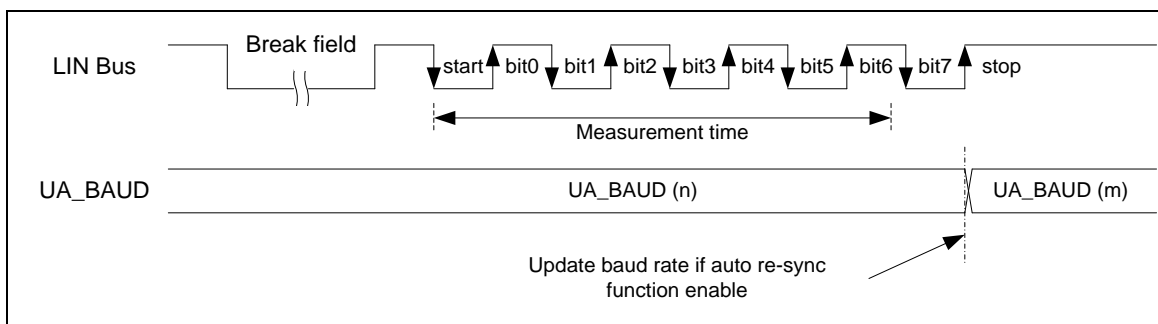 Break field
LIN Bus
start bit0 bit1 bit2 bit3 bit4 bit5 bit6 bit7 stop
Measurement time
UA_BAUD
UA_BAUD (n)
UA_BAUD (m)
Update baud rate if auto re-sync
function enable